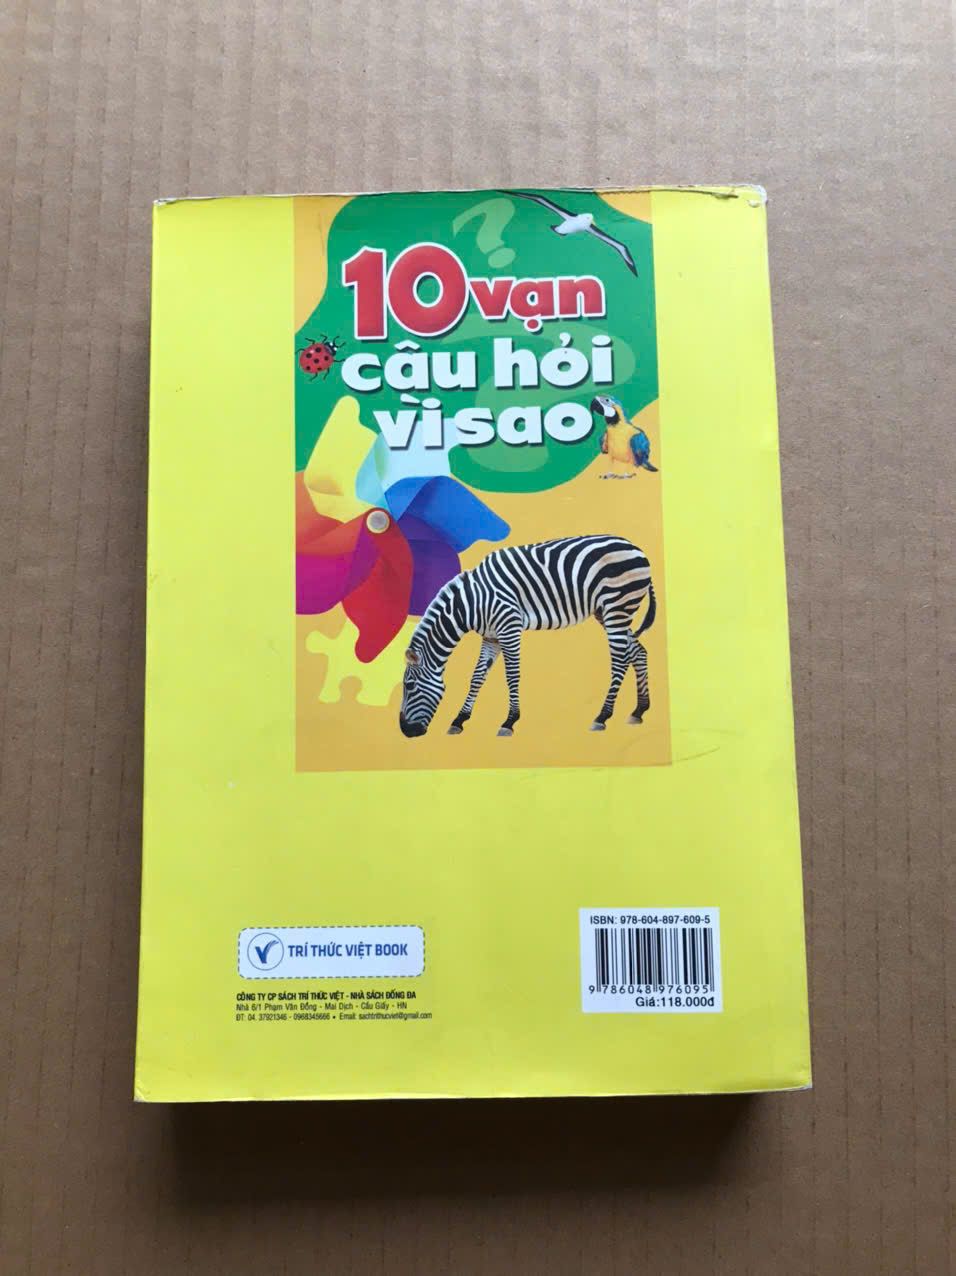 10 vạn
câu hỏi
vì sao
TRÍ THỨC VIỆT BOOK
CÔNG TY CP SÁCH TRÍ THỨC VIỆT - NHÀ SÁCH ĐỐNG ĐA
Nhà 6/1 Phạm Văn Đồng - Mai Dịch - Cầu Giấy - HN
ĐT: 04. 37921346 - 0968345666 • Email: sachtrithucviet@gmail.com
ISBN: 978-604-897-609-5
9 786048 976095
Giá:118.000đ